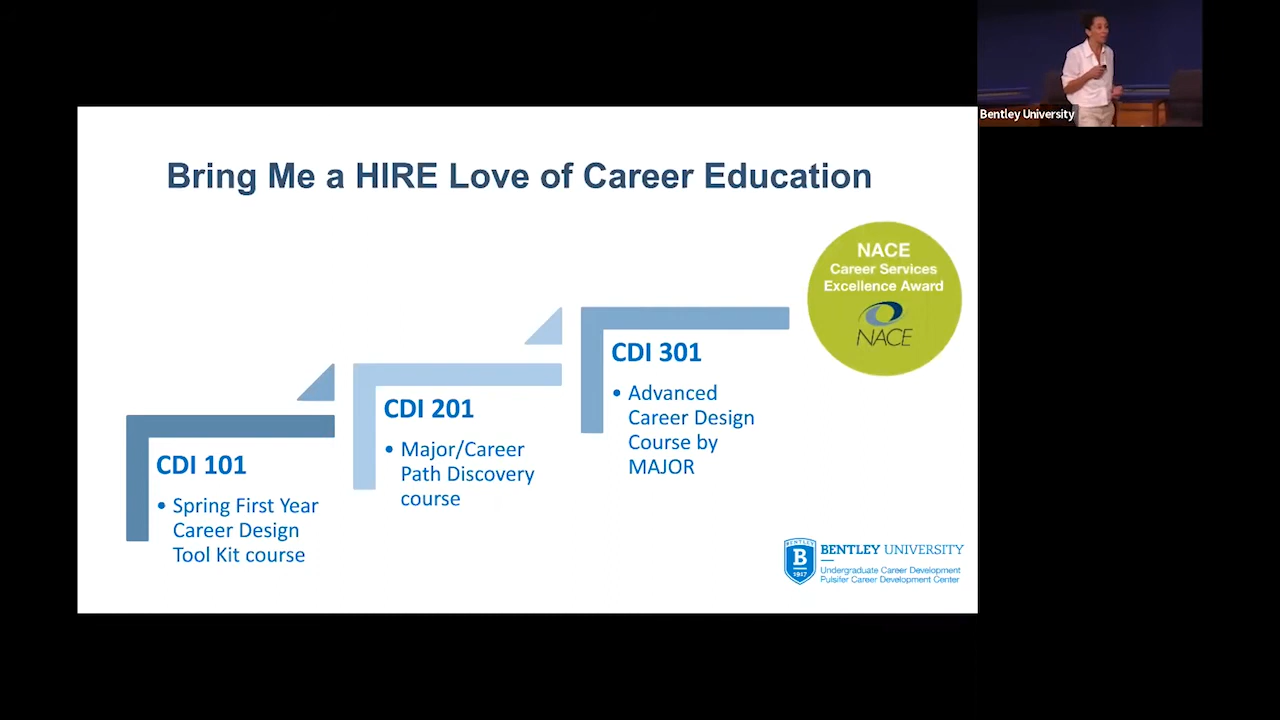 Bentley University
Bring Me a HIRE Love of Career Education
NACE
Career Services
Excellence Award
NACE
CDI 301
• Advanced
Career Design
Course by
MAJOR
CDI 201
• Major/Career
Path Discovery
course
CDI 101
• Spring First Year
Career Design
Tool Kit course
BENTLEY
B
1917
BENTLEY UNIVERSITY
Undergraduate Career Development
Pulsifer Career Development Center